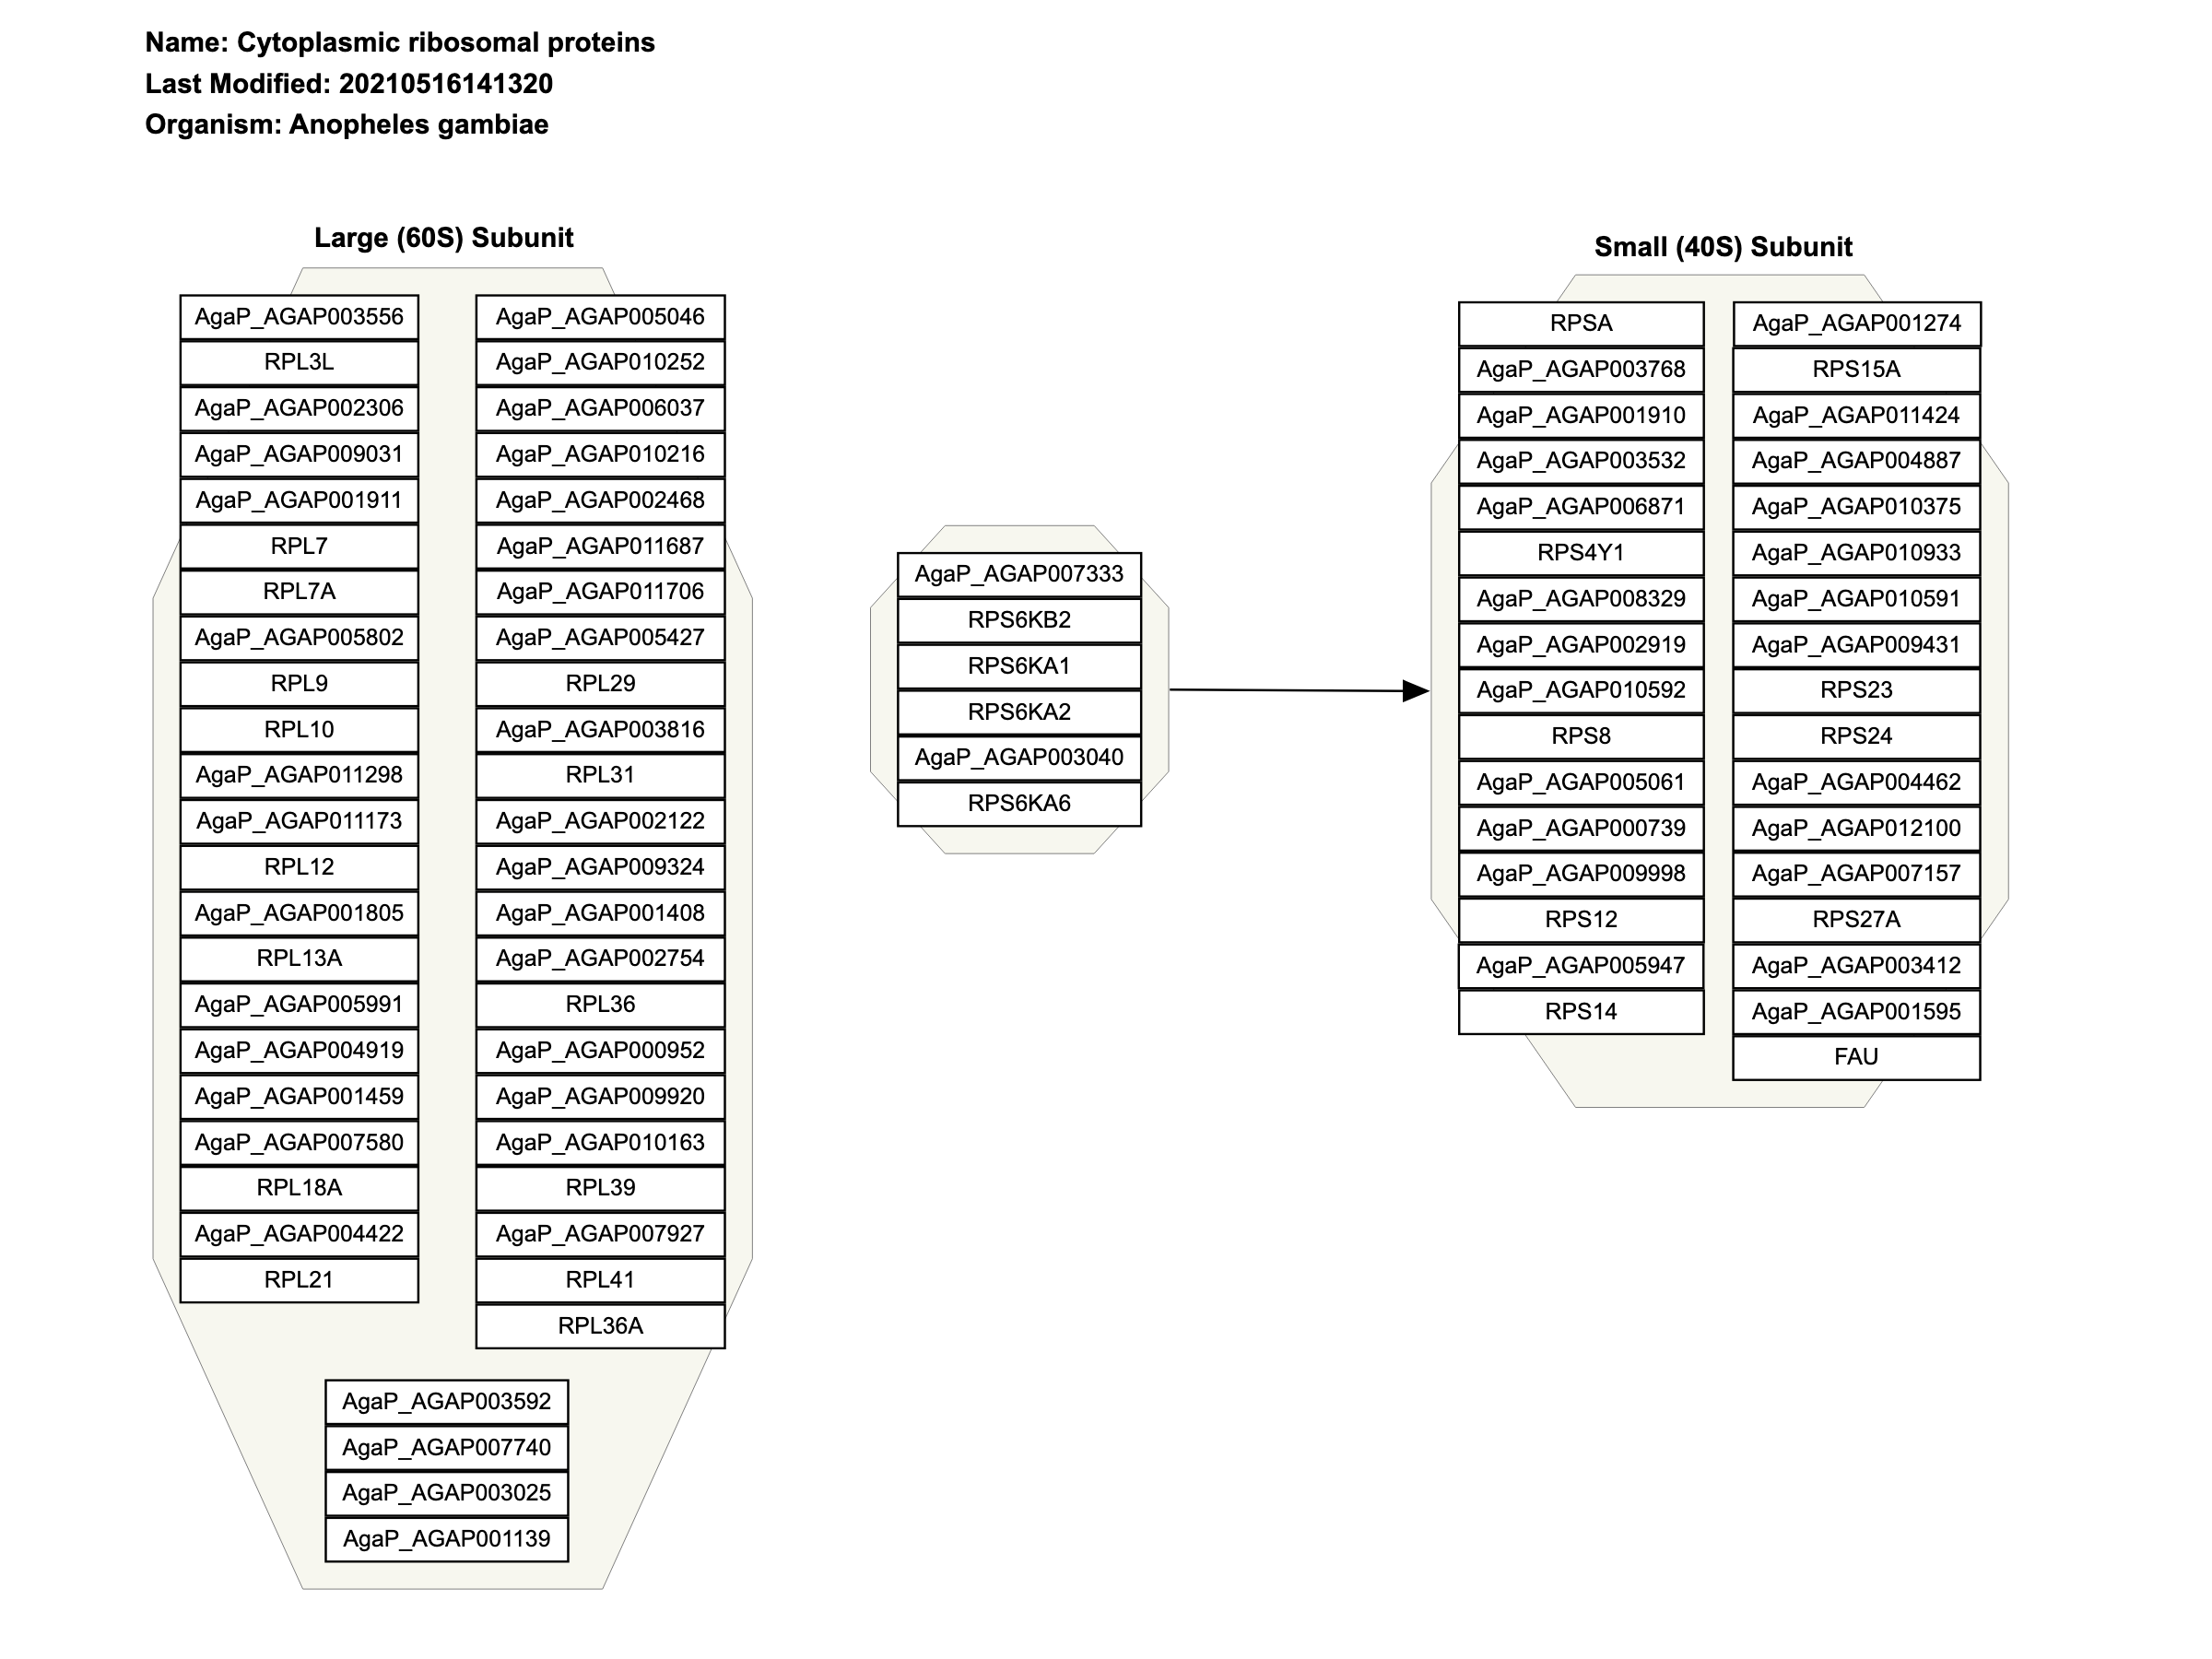 Name: Cytoplasmic ribosomal proteins
Last Modified: 20210516141320
Organism: Anopheles gambiae
Large (60S) Subunit
AgaP_AGAP003556
RPL3L
AgaP_AGAP002306
AgaP_AGAP009031
AgaP_AGAP001911
RPL7
RPL7A
AgaP_AGAP005802
RPL9
RPL10
AgaP_AGAP011298
AgaP_AGAP011173
RPL12
AgaP_AGAP001805
RPL13A
AgaP_AGAP005991
AgaP_AGAP004919
AgaP_AGAP001459
AgaP_AGAP007580
RPL18A
AgaP_AGAP004422
RPL21
AgaP_AGAP005046
AgaP_AGAP010252
AgaP_AGAP006037
AgaP_AGAP010216
AgaP_AGAP002468
AgaP_AGAP011687
AgaP_AGAP011706
AgaP_AGAP005427
RPL29
AgaP_AGAP003816
RPL31
AgaP_AGAP002122
AgaP_AGAP009324
AgaP_AGAP001408
AgaP_AGAP002754
RPL36
AgaP_AGAP000952
AgaP_AGAP009920
AgaP_AGAP010163
RPL39
AgaP_AGAP007927
RPL41
RPL36A
AgaP_AGAP003592
AgaP_AGAP007740
AgaP_AGAP003025
AgaP_AGAP001139
AgaP_AGAP007333
RPS6KB2
RPS6KA1
RPS6KA2
AgaP_AGAP003040
RPS6KA6
Small (40S) Subunit
RPSA
AgaP_AGAP003768
AgaP_AGAP001910
AgaP_AGAP003532
AgaP_AGAP006871
RPS4Y1
AgaP_AGAP008329
AgaP_AGAP002919
AgaP_AGAP010592
RPS8
AgaP_AGAP005061
AgaP_AGAP000739
AgaP_AGAP009998
RPS12
AgaP_AGAP005947
RPS14
AgaP_AGAP001274
RPS15A
AgaP_AGAP011424
AgaP_AGAP004887
AgaP_AGAP010375
AgaP_AGAP010933
AgaP_AGAP010591
AgaP_AGAP009431
RPS23
RPS24
AgaP_AGAP004462
AgaP_AGAP012100
AgaP_AGAP007157
RPS27A
AgaP_AGAP003412
AgaP_AGAP001595
FAU